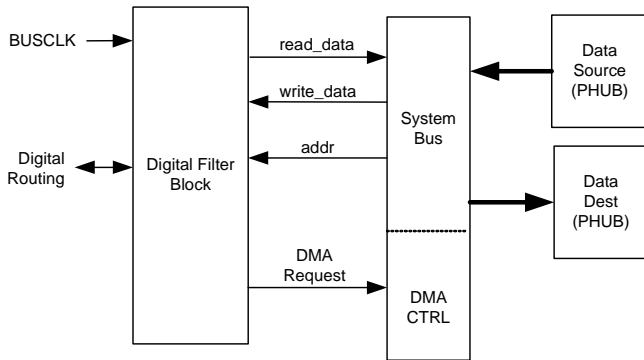 BUSCLK
Digital
Routing
Digital Filter
Block
read_data
write_data
addr
DMA
Request
System
Bus
DMA
CTRL
Data
Source
(PHUB)
Data
Dest
(PHUB)